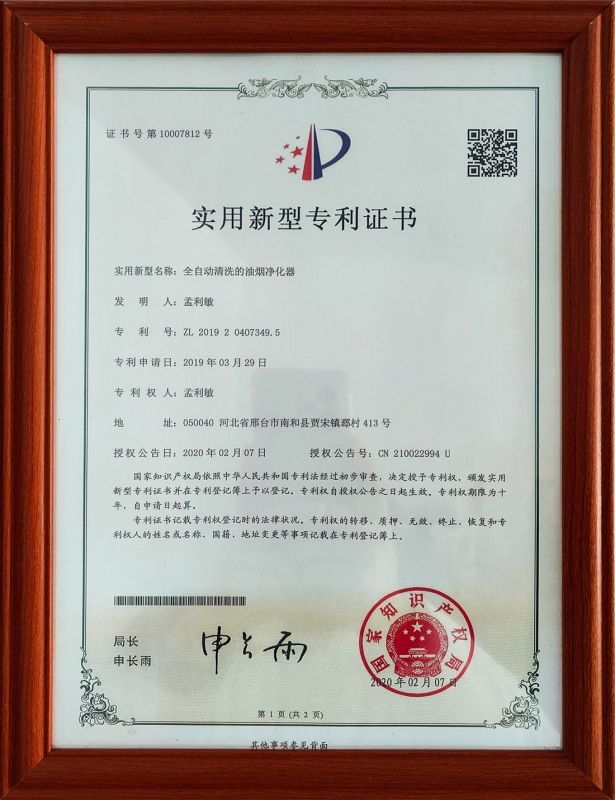 证书号第10007812号
实用新型专利证书
实用新型名称：全自动清洗的油烟净化器
发明人：孟利敏
专利号：ZL 2019 2 0407349.5
专利申请日：2019年03月29日
专利权人：孟利敏
地址：050040 河北省邢台市南和县贾宋镇郄村413号
授权公告日：2020年02月07日 授权公告号：CN 210022994 U
国家知识产权局依照中华人民共和国专利法经过初步审查，决定授予专利权，颁发实用
新型专利证书并在专利登记簿上予以登记。专利权自授权公告之日起生效。专利权期限为十
年，自申请日起算。
专利证书记载专利权登记时的法律状况。专利权的转移、质押、无效、终止、恢复和专
利权人的姓名或名称、国籍、地址变更等事项记载在专利登记簿上。
局长
申长雨
申长雨
国家知识产权局
2020年02月07日
第 1 页 (共 2 页)
其他事项参见背面